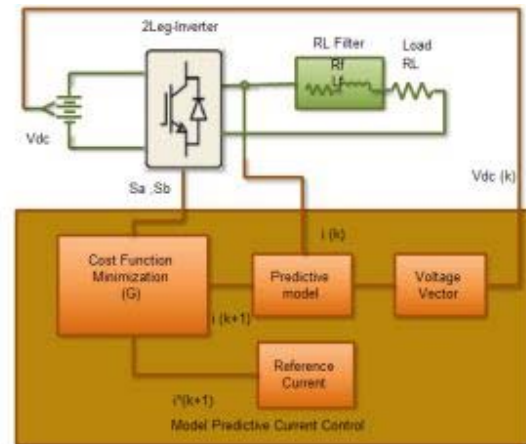 2Leg-Inverter
RL Filter
Rf
Lf
Load
RL
Vdc
Sa ,Sb
Vdc (k)
i (k)
Cost Function
Minimization
(G)
Predictive
model
Voltage
Vector
i (k+1)
Reference
Current
i*(k+1)
Model Predictive Current Control